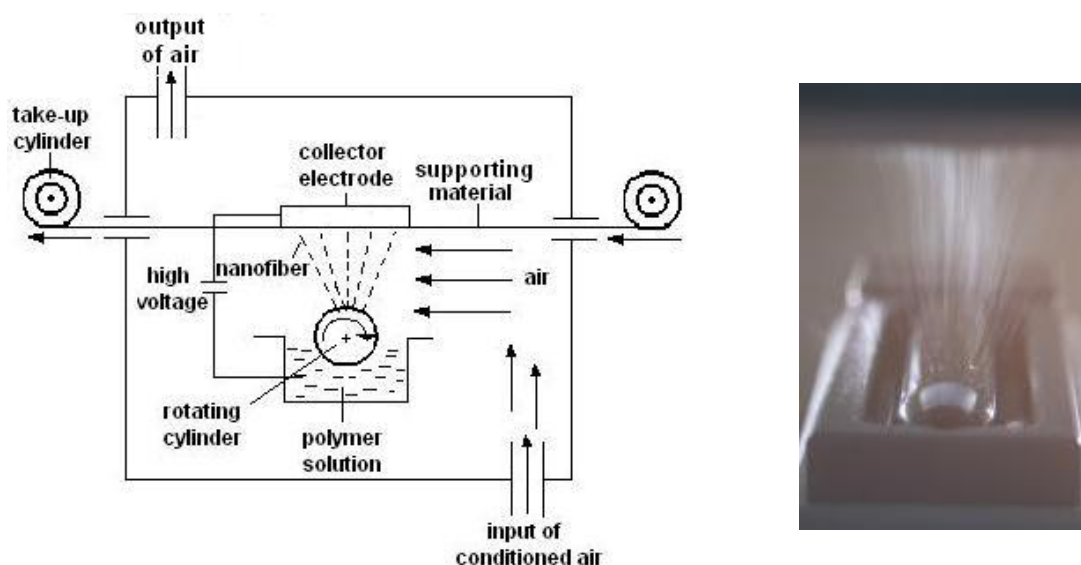 output
of air
take-up
cylinder
collector
electrode
supporting
material
nanofiber
air
high
voltage
rotating
cylinder
polymer
solution
input of
conditioned air